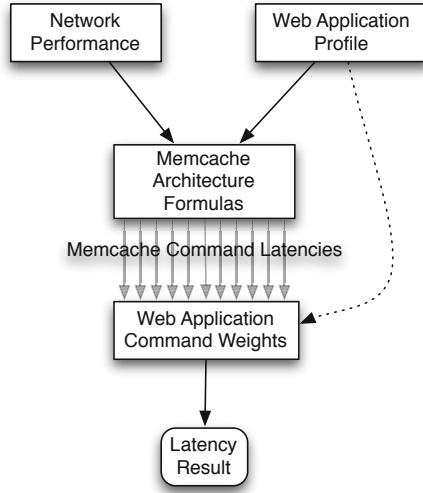 Network
Performance
Web Application
Profile
Memcache
Architecture
Formulas
Memcache Command Latencies
Web Application
Command Weights
Latency
Result